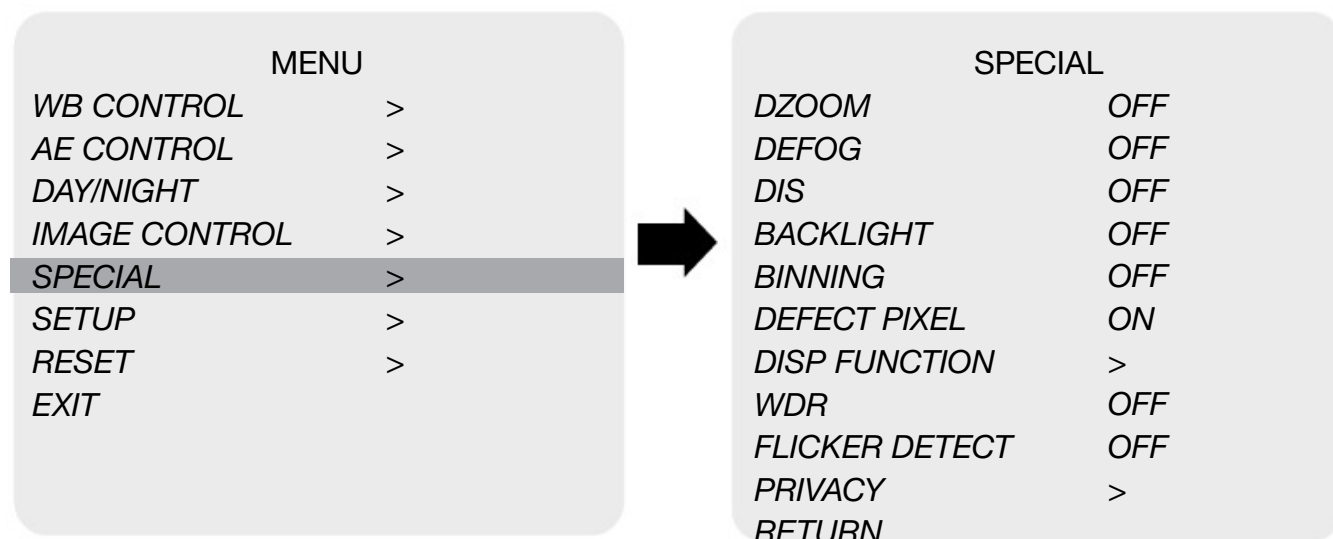 MENU
WB CONTROL >
AE CONTROL >
DAY/NIGHT >
IMAGE CONTROL >
SPECIAL >
SETUP >
RESET >
EXIT
SPECIAL
DZOOM OFF
DEFOG OFF
DIS OFF
BACKLIGHT OFF
BINNING OFF
DEFECT PIXEL ON
DISP FUNCTION >
WDR OFF
FLICKER DETECT OFF
PRIVACY >
RETURN